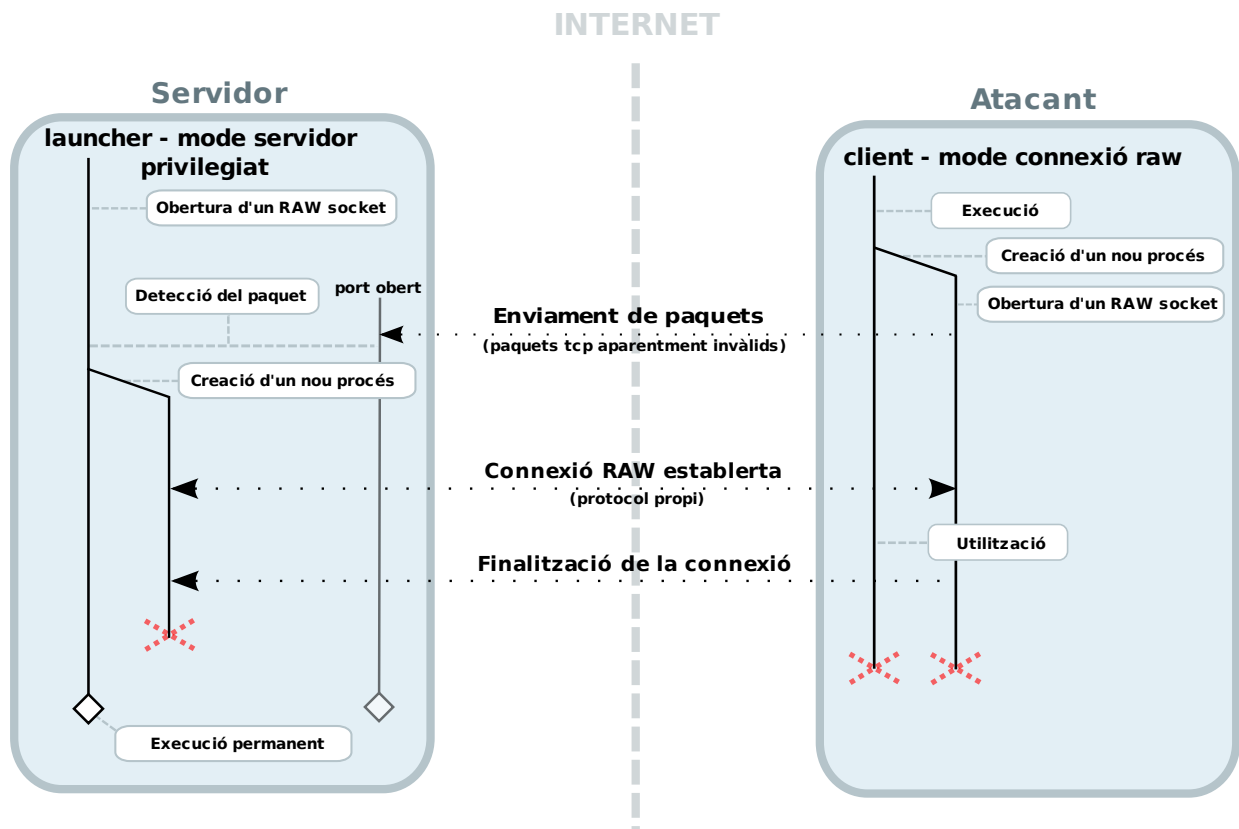 INTERNET
Servidor
launcher - mode servidor
privilegiat
Obertura d'un RAW socket
Detecció del paquet
port obert
Creació d'un nou procés
Execució permanent
Enviament de paquets
(paquets tcp aparentment invàlids)
Connexió RAW establerta
(protocol propi)
Finalització de la connexió
Atacant
client - mode connexió raw
Execució
Creació d'un nou procés
Obertura d'un RAW socket
Utilització